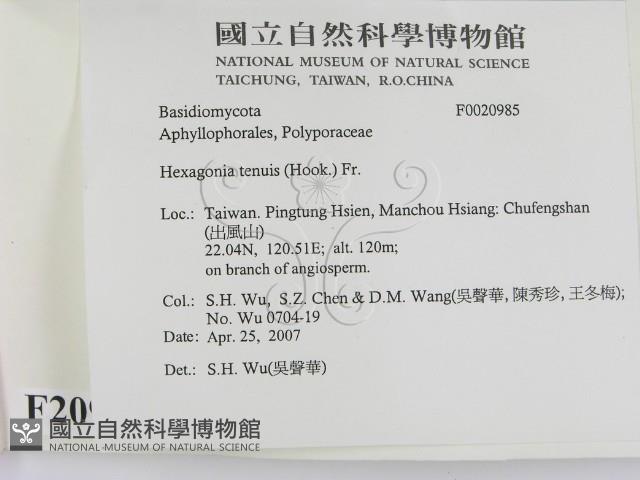 國立自然科學博物館
NATIONAL MUSEUM OF NATURAL SCIENCE
TAICHUNG, TAIWAN, R.O.CHINA
Basidiomycota F0020985
Aphyllophorales, Polyporaceae
Hexagonia tenuis (Hook.) Fr.
Loc.: Taiwan. Pingtung Hsien, Manchou Hsiang: Chufengshan
(出風山)
22.04N, 120.51E; alt. 120m;
on branch of angiosperm.
Col.: S.H. Wu, S.Z. Chen & D.M. Wang(吳聲華, 陳秀珍, 王冬梅);
No. Wu 0704-19
Date: Apr. 25, 2007
Det.: S.H. Wu(吳聲華)
F209
國立自然科學博物館
NATIONAL MUSEUM OF NATURAL SCIENCE